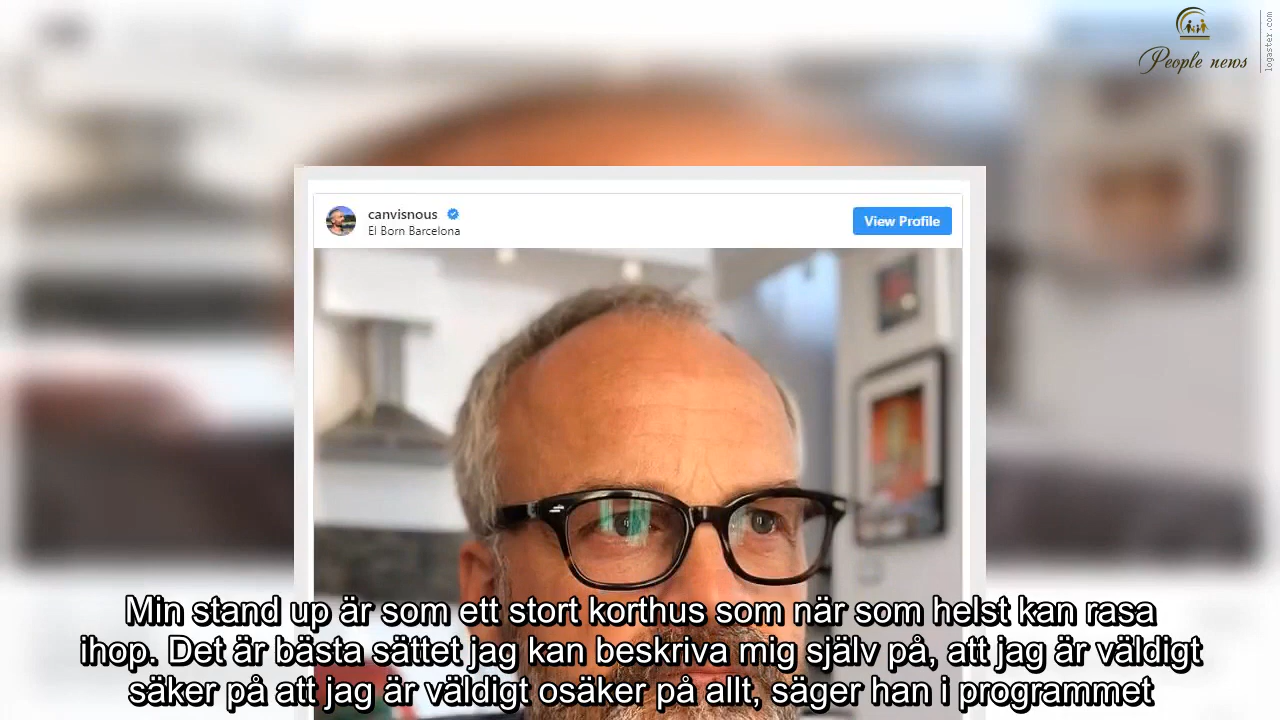 People news
logaster.com
canvisnous
El Born Barcelona
View Profile
Min stand up är som ett stort korthus som när som helst kan rasa
ihop. Det är bästa sättet jag kan beskriva mig själv på, att jag är väldigt
säker på att jag är väldigt osäker på allt, säger han i programmet